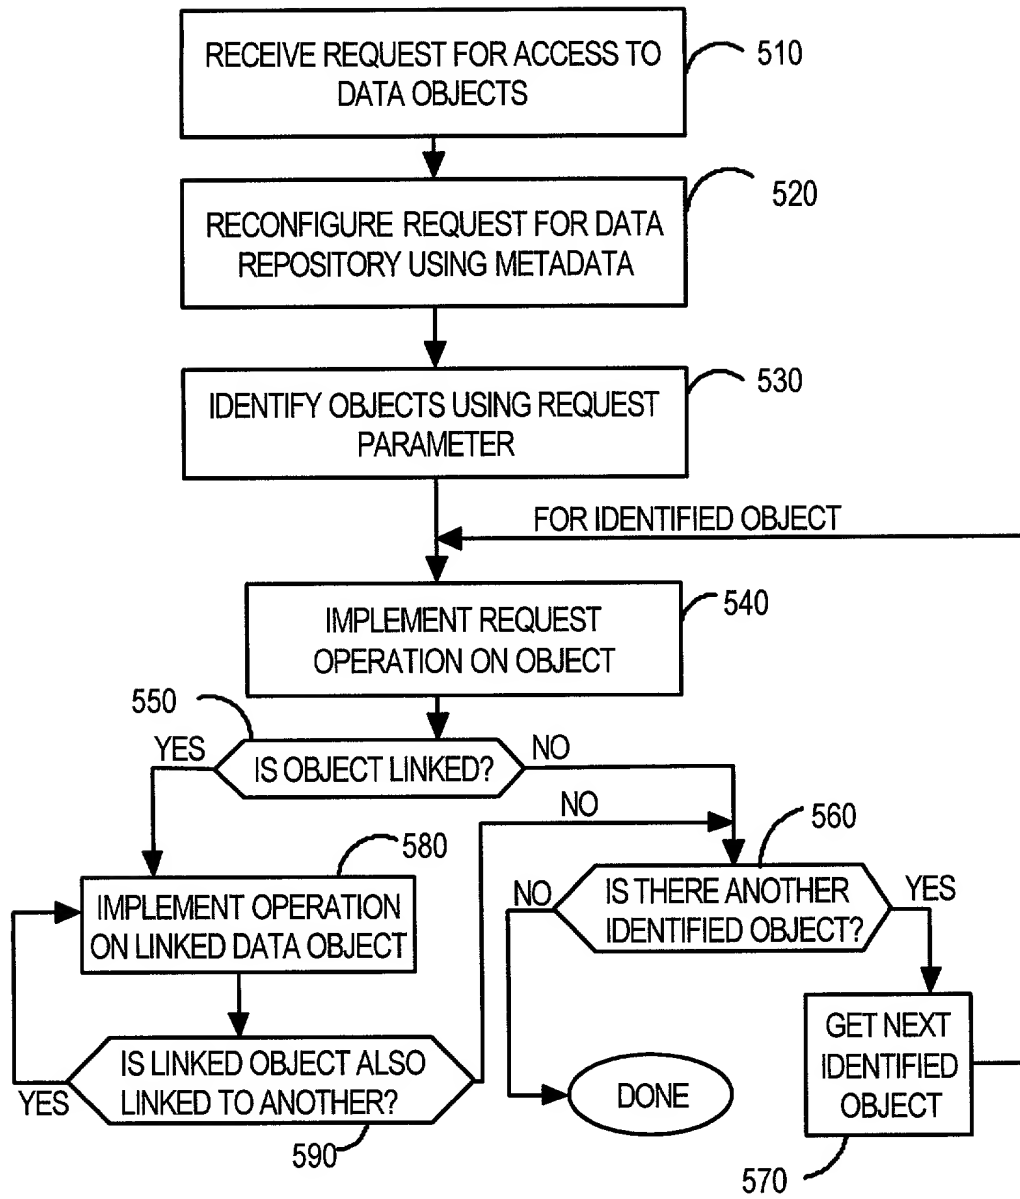 RECEIVE REQUEST FOR ACCESS TO
DATA OBJECTS
510
RECONFIGURE REQUEST FOR DATA
REPOSITORY USING METADATA
520
IDENTIFY OBJECTS USING REQUEST
PARAMETER
530
FOR IDENTIFIED OBJECT
IMPLEMENT REQUEST
OPERATION ON OBJECT
540
550
YES
IS OBJECT LINKED?
NO
NO
560
580
IMPLEMENT OPERATION
ON LINKED DATA OBJECT
NO
IS THERE ANOTHER
IDENTIFIED OBJECT?
YES
GET NEXT
IDENTIFIED
OBJECT
570
IS LINKED OBJECT ALSO
LINKED TO ANOTHER?
YES
590
DONE